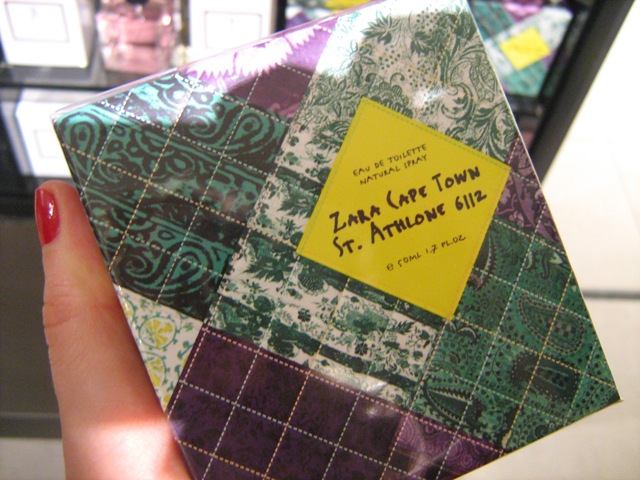 EAU DE TOILETTE
NATURAL SPRAY
ZARA CAPE TOWN
ST. ATHLONE 6112
e 50ML 1.7 FL.OZ